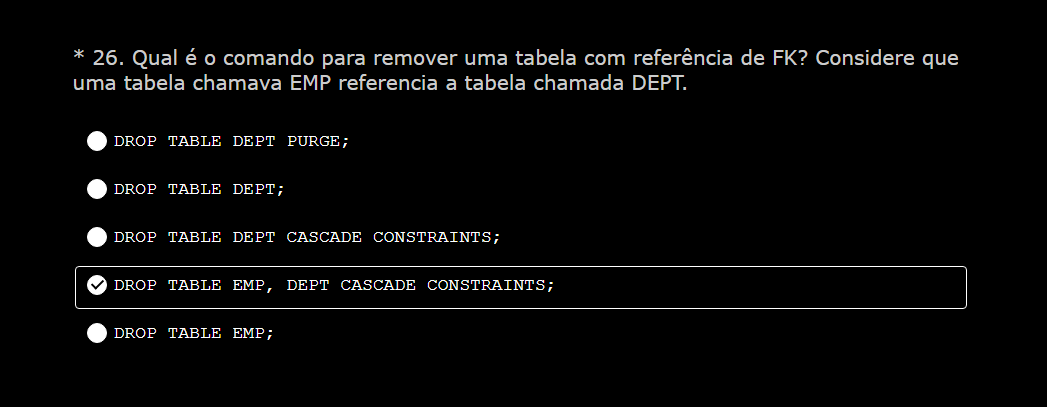 * 26. Qual é o comando para remover uma tabela com referência de FK? Considere que
uma tabela chamava EMP referencia a tabela chamada DEPT.
DROP TABLE DEPT PURGE;
DROP TABLE DEPT;
DROP TABLE DEPT CASCADE CONSTRAINTS;
DROP TABLE EMP, DEPT CASCADE CONSTRAINTS;
DROP TABLE EMP;